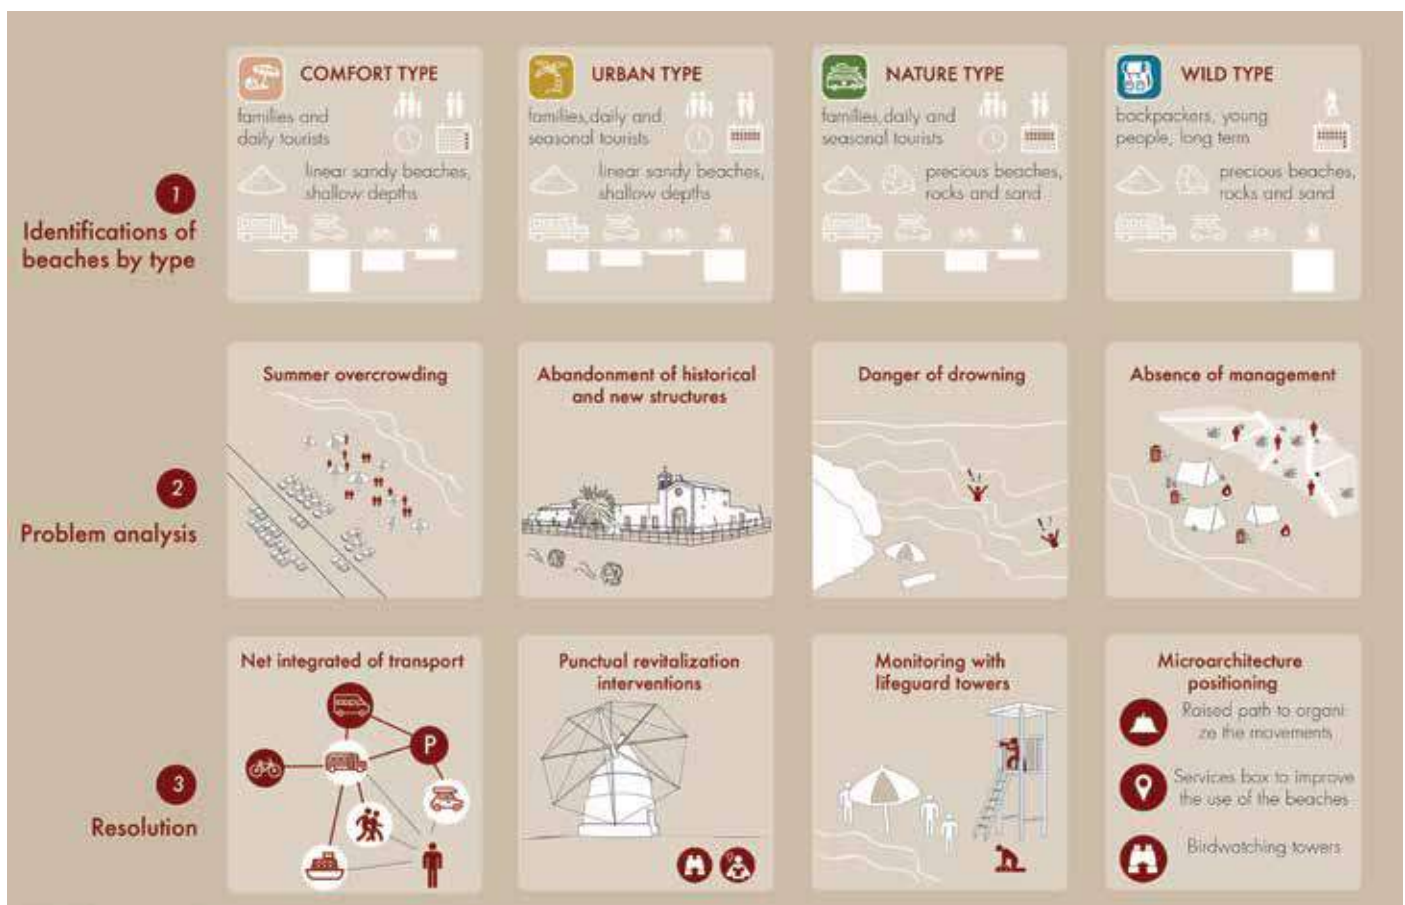 1
Identifications of
beaches by type
COMFORT TYPE
families and
daily tourists
linear sandy beaches,
shallow depths
URBAN TYPE
families,daily and
seasonal tourists
linear sandy beaches,
shallow depths
NATURE TYPE
families,daily and
seasonal tourists
precious beaches,
rocks and sand
WILD TYPE
backpackers, young
people, long term
precious beaches,
rocks and sand
2
Problem analysis
Summer overcrowding
Abandonment of historical
and new structures
Danger of drowning
Absence of management
3
Resolution
Net integrated of transport
P
Punctual revitalization
interventions
Monitoring with
lifeguard towers
Microarchitecture
positioning
Raised path to organi-
ze the movements
Services box to improve
the use of the beaches
Birdwatching towers